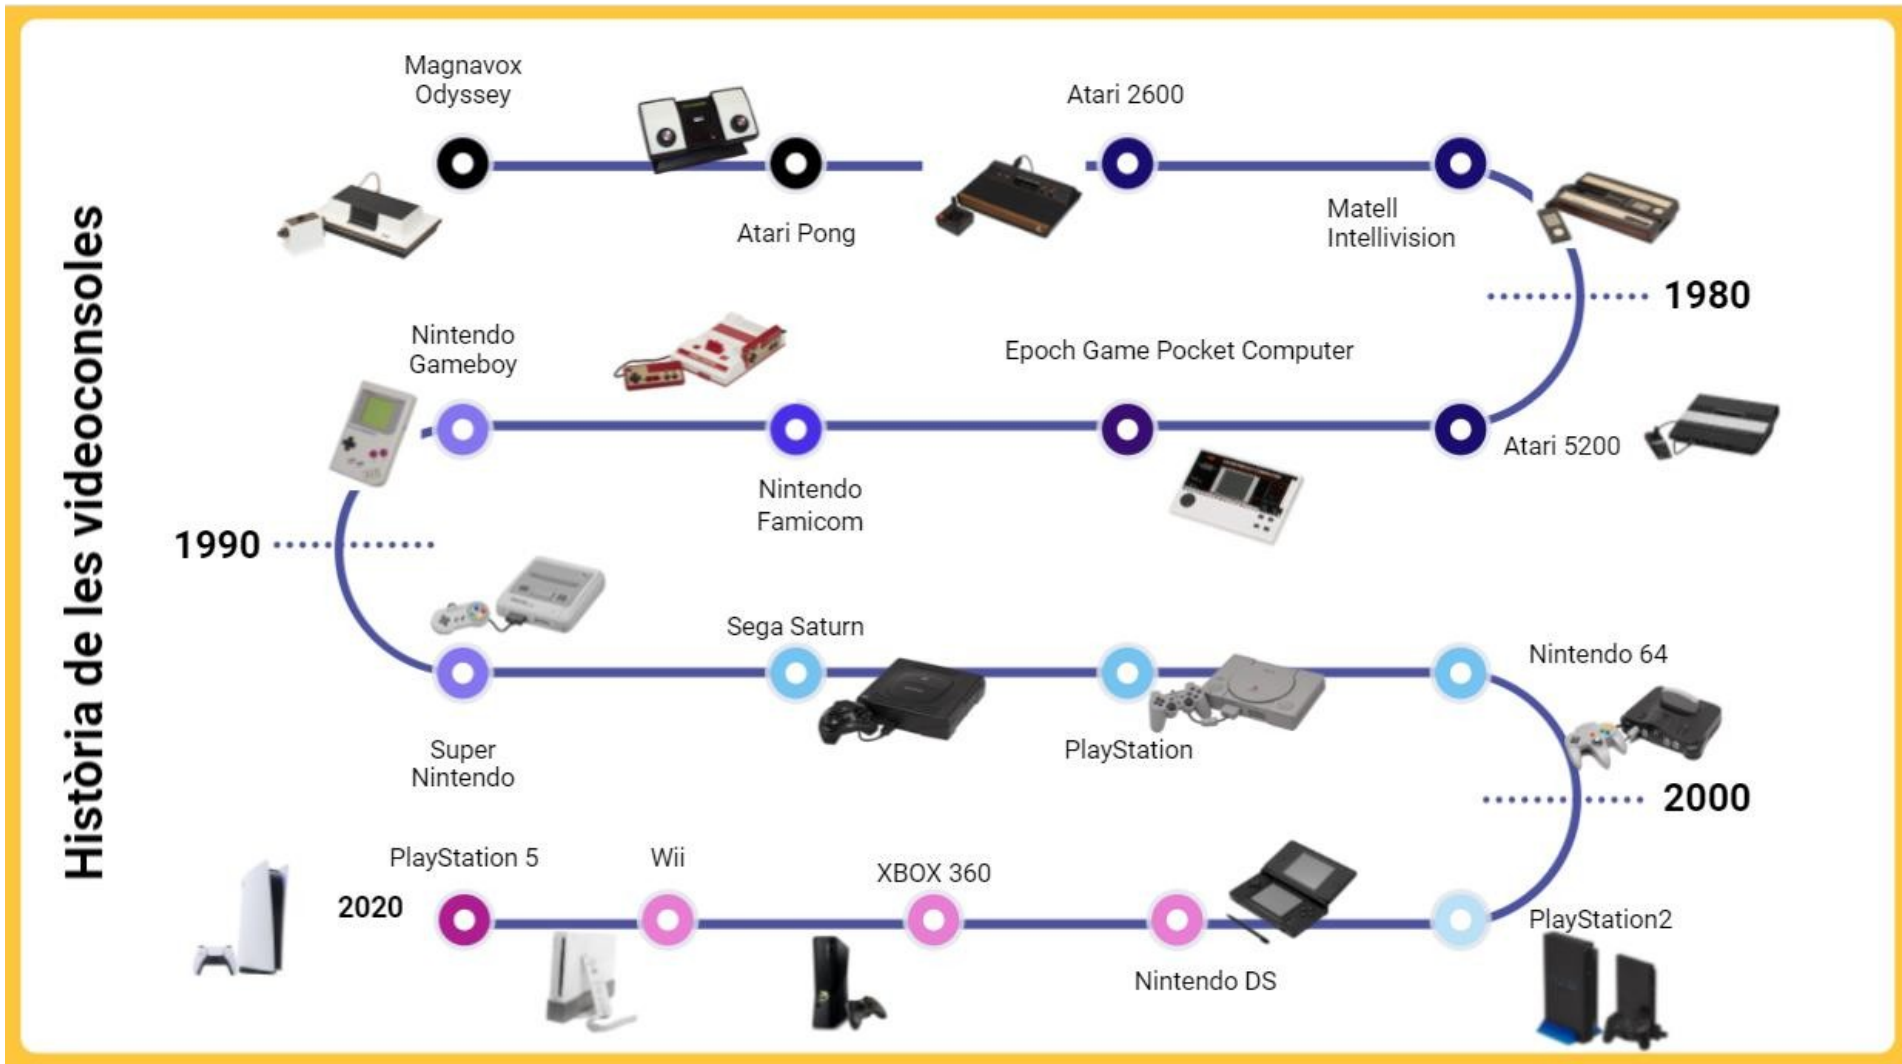 Història de les videoconsoles
Magnavox
Odyssey
Atari Pong
Atari 2600
Matell
Intellivision
1980
Atari 5200
Epoch Game Pocket Computer
Nintendo
Famicom
Nintendo
Gameboy
1990
Super
Nintendo
Sega Saturn
PlayStation
Nintendo 64
2000
PlayStation2
Nintendo DS
XBOX 360
Wii
PlayStation 5
2020